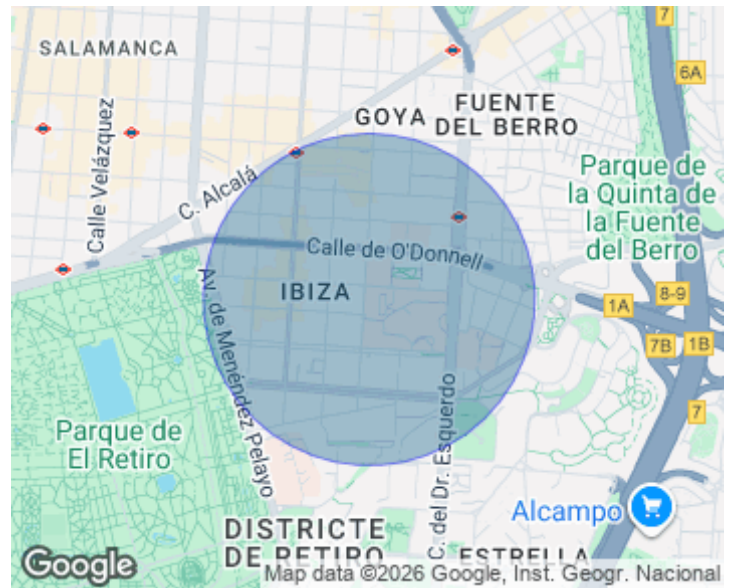 7
SALAMANCA
6A
FUENTE
GOYA
DEL BERRO
Calle Velázquez
Parque de
la Quinta de
la Fuente
del Berro
C. Alcalá
Calle de O'Donnell
IBIZA
8-9
1A
Av. de Menéndez Pelayo
7B
1B
7
C. del Dr. Esquerdo
Parque de
El Retiro
Alcampo
DISTRICTE
DE RETIRO
ESTRELLA
Google
Map data ©2026 Google, Inst. Geogr. Nacional